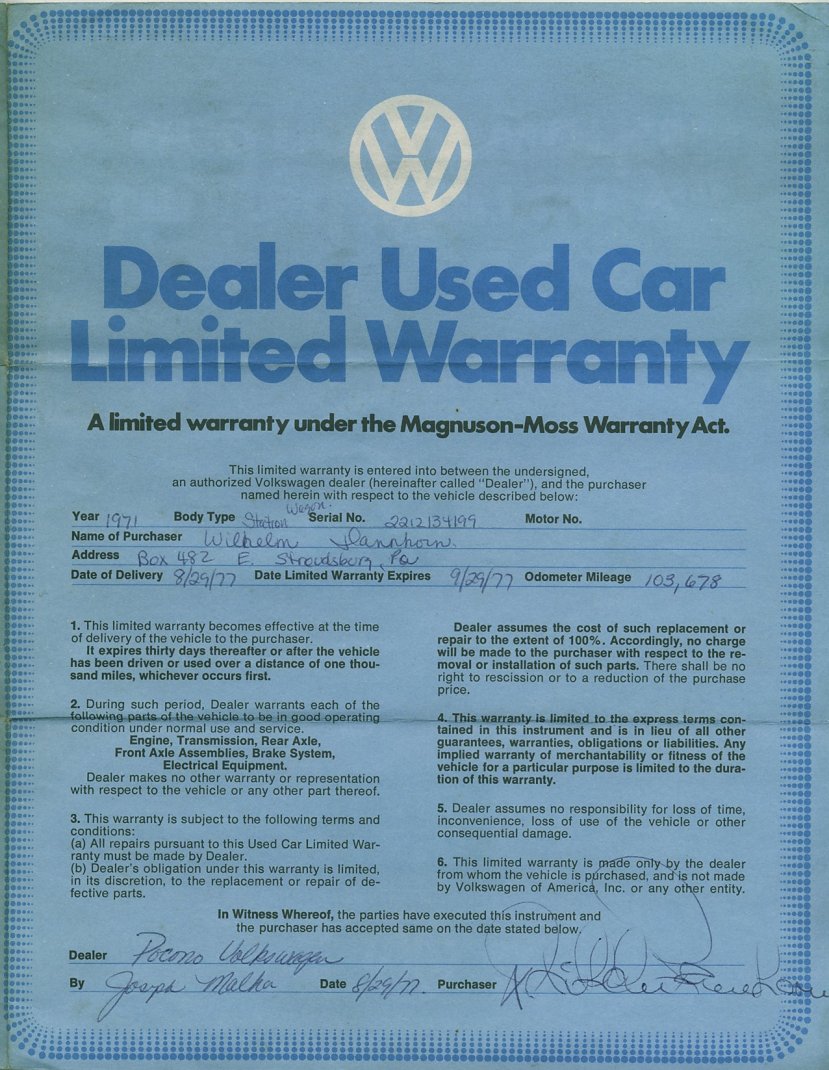 VW
Dealer Used Car
Limited Warranty
A limited warranty under the Magnuson-Moss Warranty Act.
This limited warranty is entered into between the undersigned,
an authorized Volkswagen dealer (hereinafter called "Dealer"), and the purchaser
named herein with respect to the vehicle described below:
Year 1971 Body Type Station Wagon Serial No. 2212134199 Motor No.
Name of Purchaser Wilhelm
Address Box 482 E. Stroudsburg, Pa
Date of Delivery 8/29/77 Date Limited Warranty Expires 9/29/77 Odometer Mileage 103,678
1. This limited warranty becomes effective at the time
of delivery of the vehicle to the purchaser.
It expires thirty days thereafter or after the vehicle
has been driven or used over a distance of one thou-
sand miles, whichever occurs first.
2. During such period, Dealer warrants each of the
following parts of the vehicle to be in good operating
condition under normal use and service.
Engine, Transmission, Rear Axle,
Front Axle Assemblies, Brake System,
Electrical Equipment.
Dealer makes no other warranty or representation
with respect to the vehicle or any other part thereof.
3. This warranty is subject to the following terms and
conditions:
(a) All repairs pursuant to this Used Car Limited War-
ranty must be made by Dealer.
(b) Dealer's obligation under this warranty is limited,
in its discretion, to the replacement or repair of de-
fective parts.
Dealer assumes the cost of such replacement or
repair to the extent of 100%. Accordingly, no charge
will be made to the purchaser with respect to the re-
moval or installation of such parts. There shall be no
right to rescission or to a reduction of the purchase
price.
4. This warranty is limited to the express terms con-
tained in this instrument and is in lieu of all other
guarantees, warranties, obligations or liabilities. Any
implied warranty of merchantability or fitness of the
vehicle for a particular purpose is limited to the dura-
tion of this warranty.
5. Dealer assumes no responsibility for loss of time,
inconvenience, loss of use of the vehicle or other
consequential damage.
6. This limited warranty is made only by the dealer
from whom the vehicle is purchased, and is not made
by Volkswagen of America, Inc. or any other entity.
In Witness Whereof, the parties have executed this instrument and
the purchaser has accepted same on the date stated below.
Dealer Pocono Volkswagen
By Joseph Malka Date 8/29/77. Purchaser X